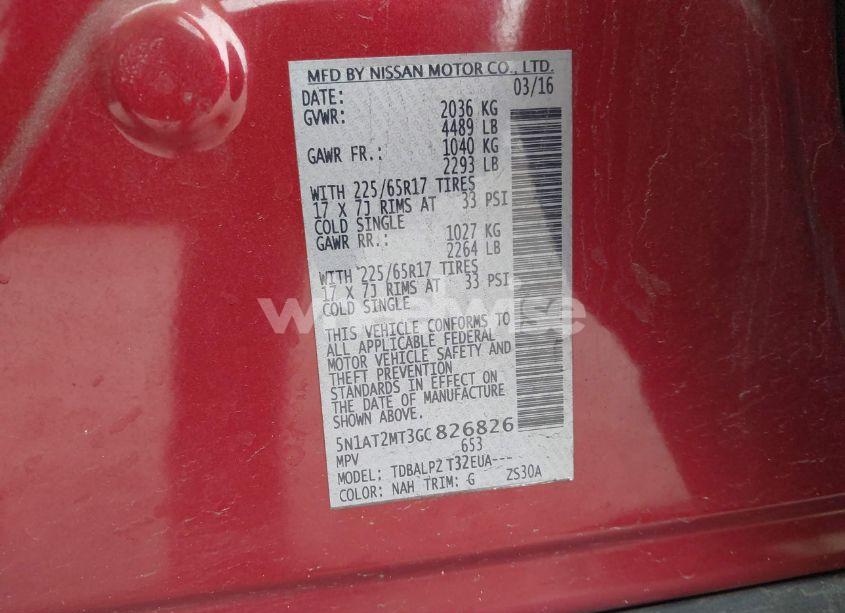 MFD BY NISSAN MOTOR CO., LTD.
DATE: 03/16
GVWR: 2036 KG
4489 LB
GAWR FR.: 1040 KG
2293 LB
WITH 225/65R17 TIRES
17 X 7J RIMS AT 33 PSI
COLD SINGLE
GAWR RR.: 1027 KG
2264 LB
WITH 225/65R17 TIRES
17 X 7J RIMS AT 33 PSI
COLD SINGLE
THIS VEHICLE CONFORMS TO
ALL APPLICABLE FEDERAL
MOTOR VEHICLE SAFETY AND
THEFT PREVENTION
STANDARDS IN EFFECT ON
THE DATE OF MANUFACTURE
SHOWN ABOVE.
5N1AT2MT3GC826826
MPV 653
MODEL: TDBALP2 T32EUA---
COLOR: NAH TRIM: G ZS30A